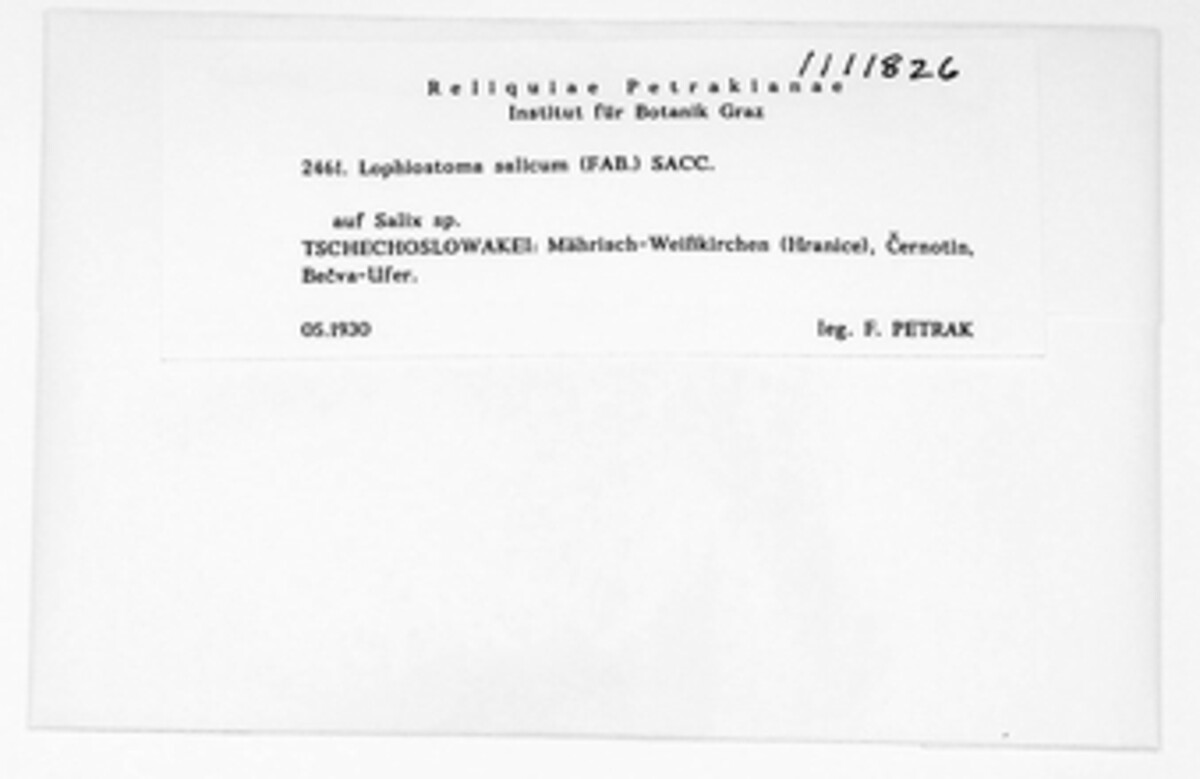 1111826
Reliquiae Petrakianae
Institut für Botanik Graz
2461. Lophiostoma salicum (FAB.) SACC.
auf Salix sp.
TSCHECHOSLOWAKEI: Mährisch-Weißkirchen (Hranice), Černotin,
Bečva-Ufer.
05.1930 leg. F. PETRAK